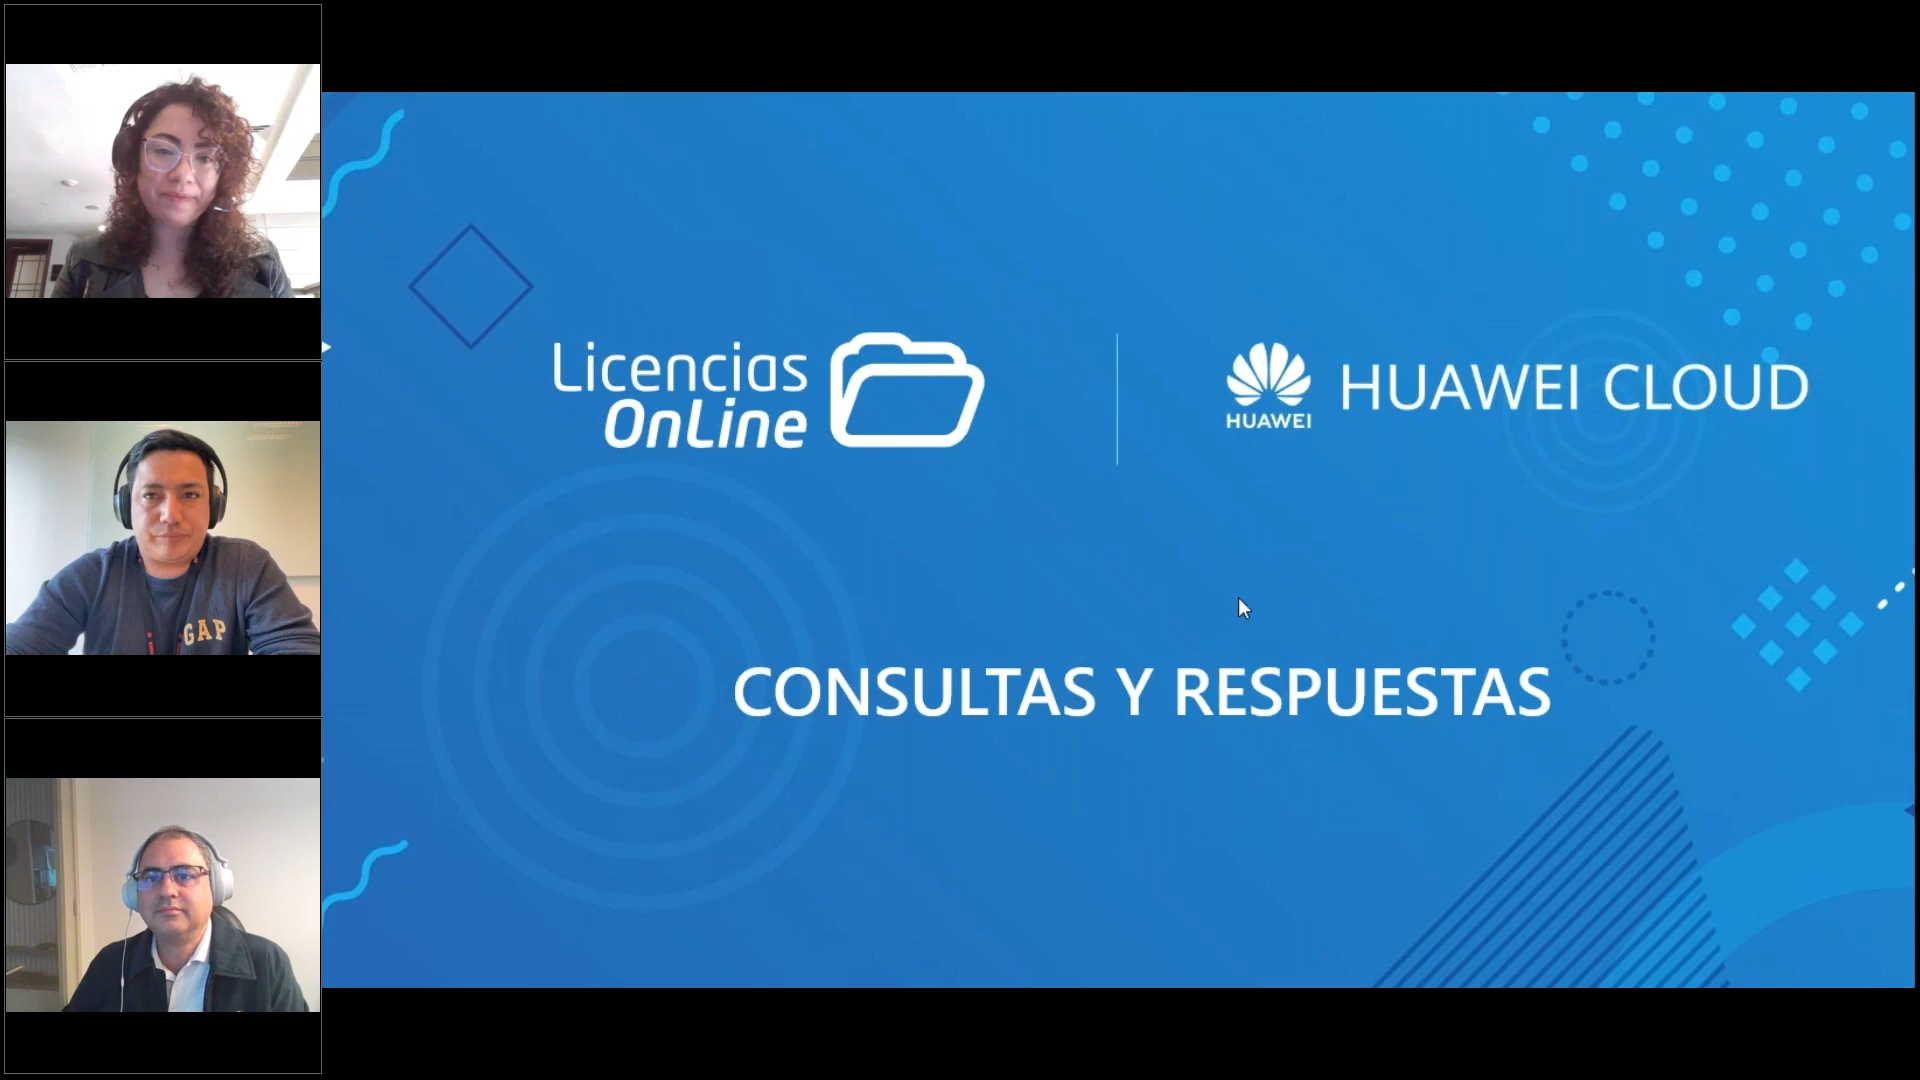 GAP
Licencias
OnLine
HUAWEI
HUAWEI CLOUD
CONSULTAS Y RESPUESTAS